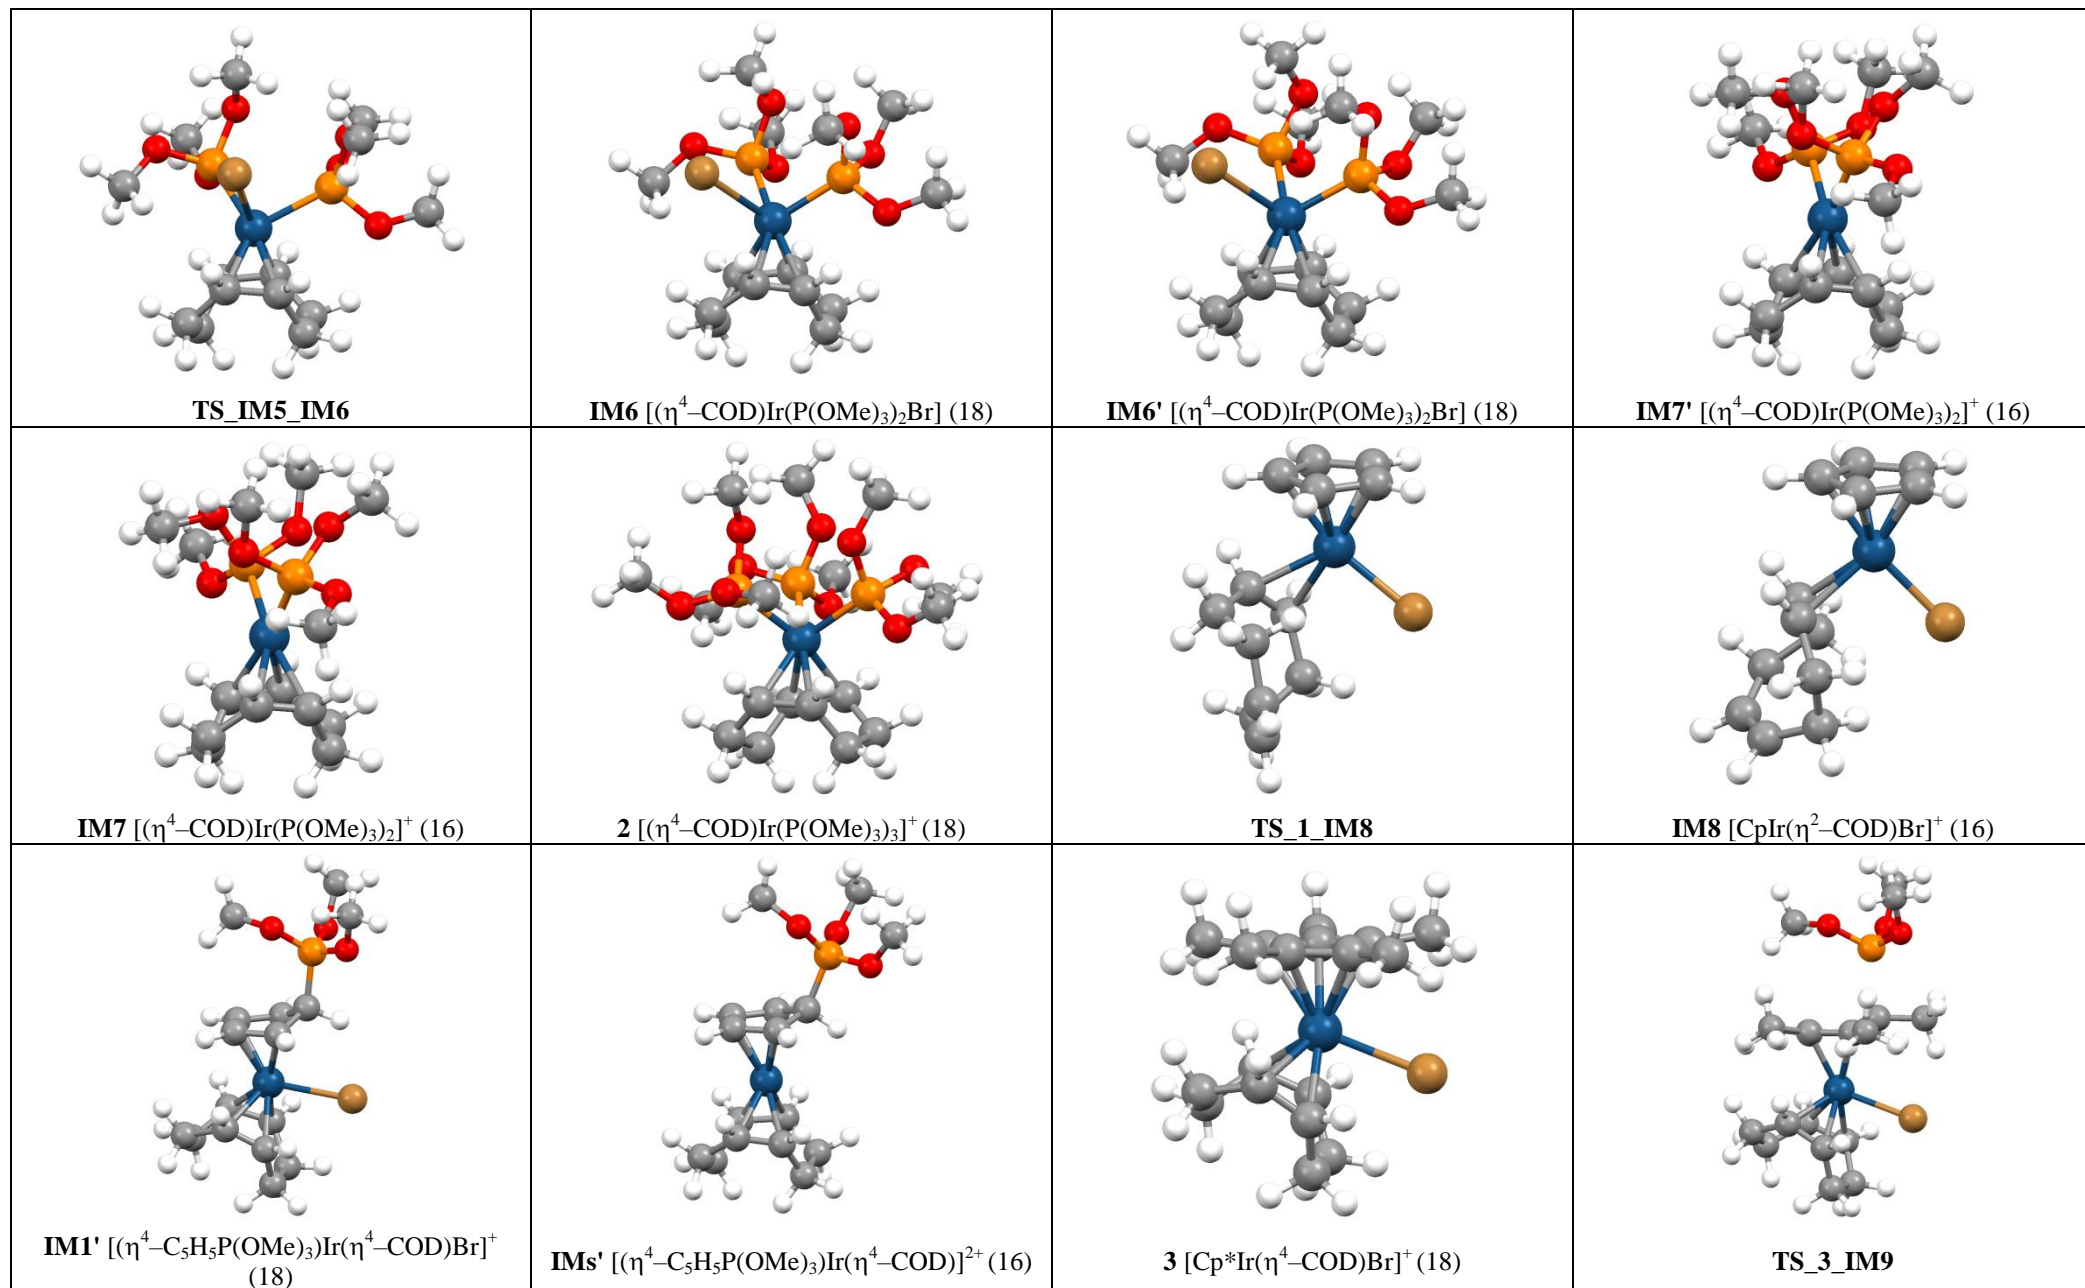 TS_IM5_IM6
IM6 [(η⁴–COD)Ir(P(OMe)₃)₂Br] (18)
IM6' [(η⁴–COD)Ir(P(OMe)₃)₂Br] (18)
IM7' [(η⁴–COD)Ir(P(OMe)₃)₂]⁺ (16)
IM7 [(η⁴–COD)Ir(P(OMe)₃)₂]⁺ (16)
2 [(η⁴–COD)Ir(P(OMe)₃)₃]⁺ (18)
TS_1_IM8
IM8 [CpIr(η²–COD)Br]⁺ (16)
IM1' [(η⁴–C₅H₅P(OMe)₃)Ir(η⁴–COD)Br]⁺
(18)
IMs' [(η⁴–C₅H₅P(OMe)₃)Ir(η⁴–COD)]²⁺ (16)
3 [Cp*Ir(η⁴–COD)Br]⁺ (18)
TS_3_IM9